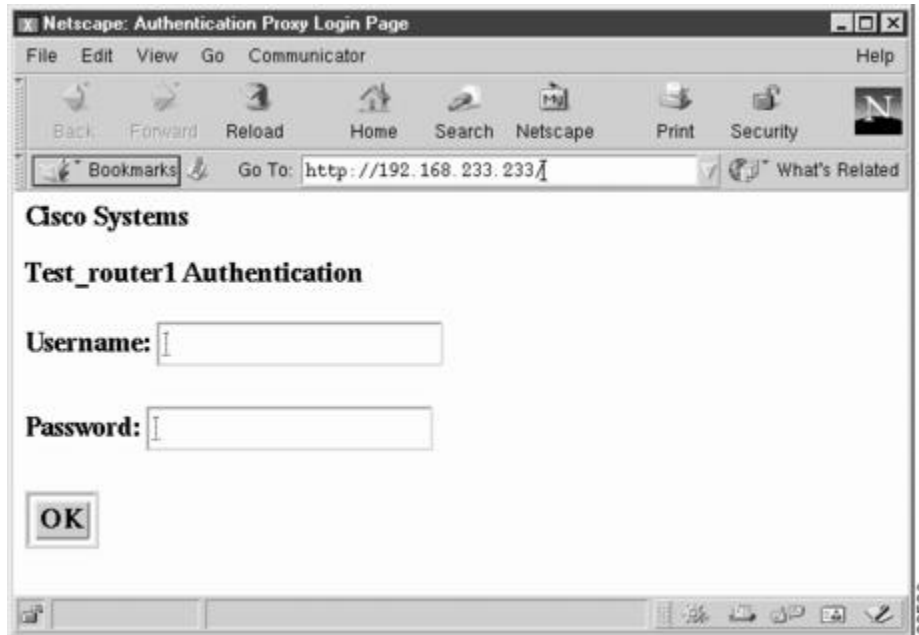 Netscape: Authentication Proxy Login Page
File Edit View Go Communicator Help
Back Forward Reload Home Search Netscape Print Security
My
N
Bookmarks Go To: http://192.168.233.233/ What's Related
Cisco Systems
Test_router1 Authentication
Username:
Password:
OK